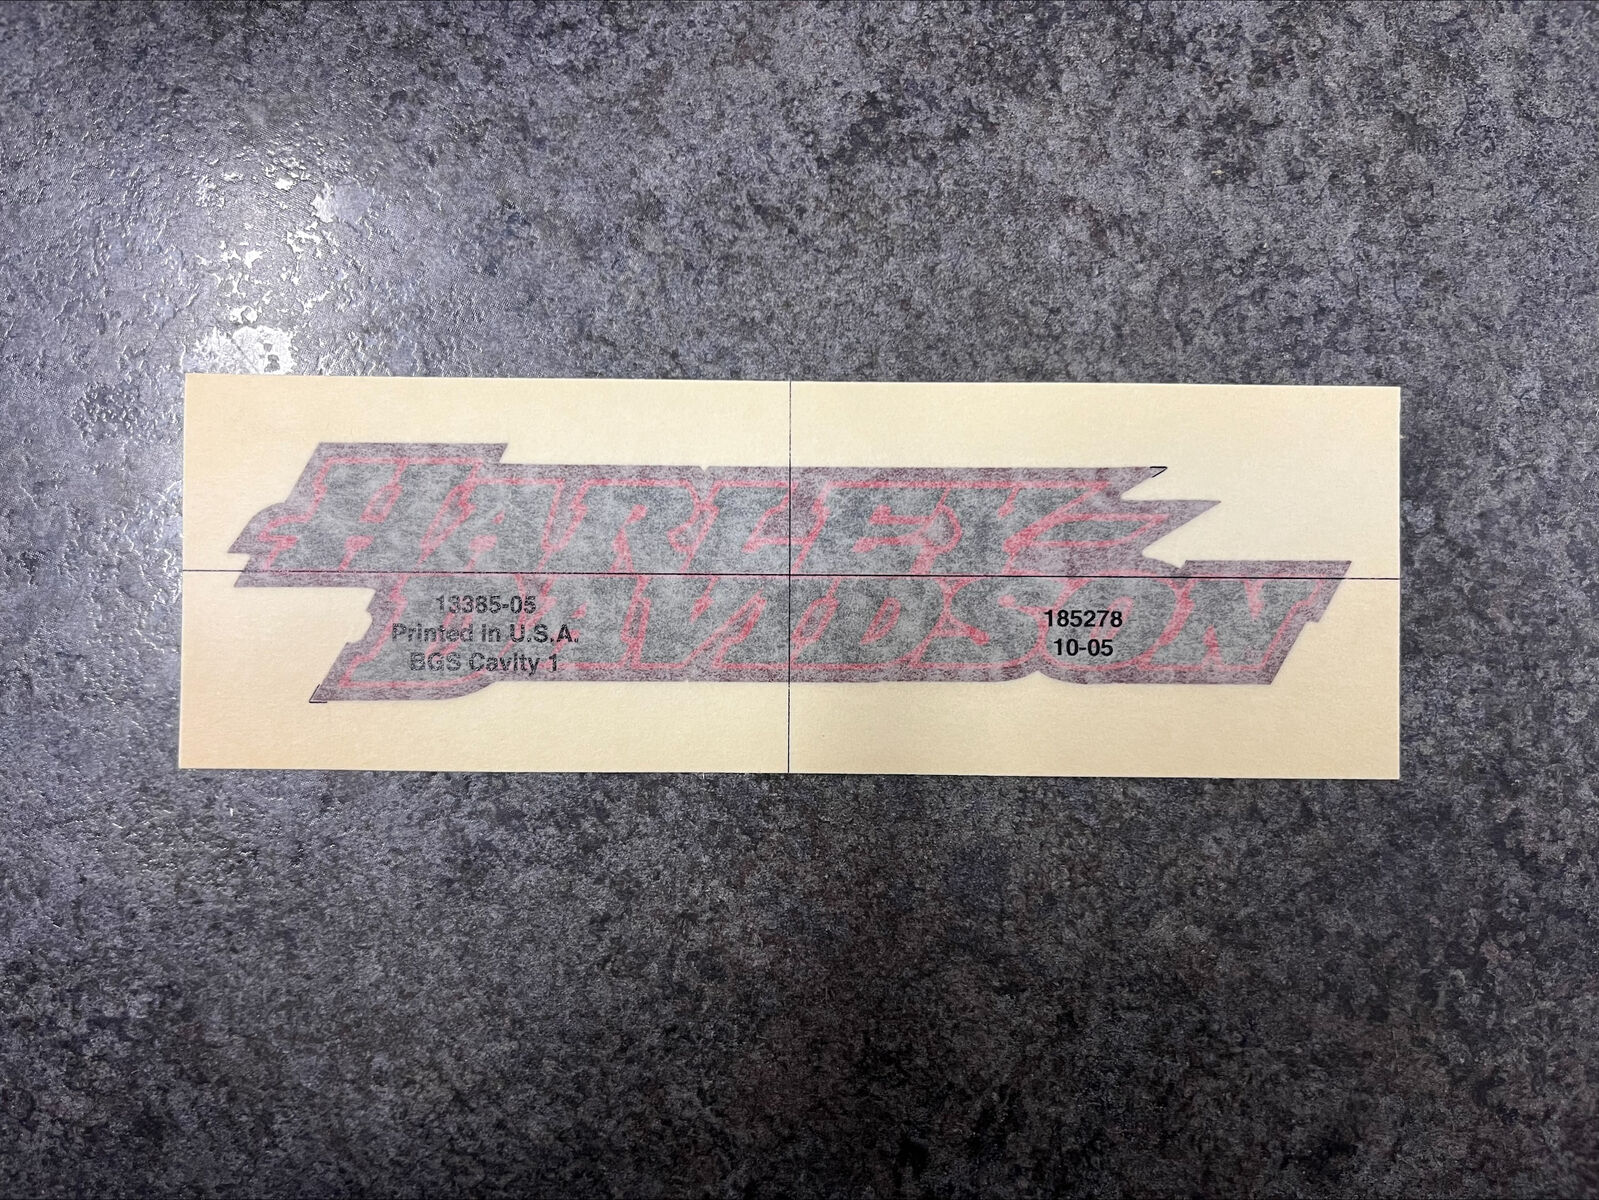 HARLEY
DAVIDSON
13385-05
Printed in U.S.A.
BGS Cavity 1
185278
10-05